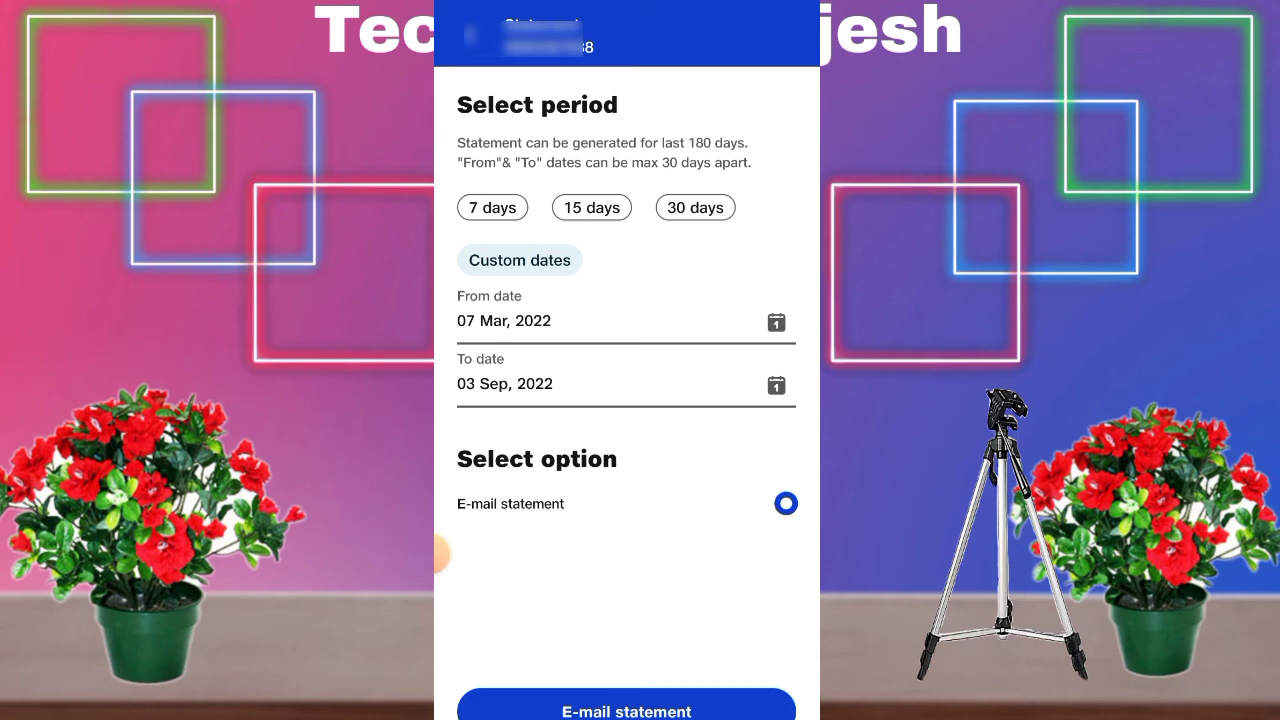 Tec jesh
Select period
Statement can be generated for last 180 days.
"From"& "To" dates can be max 30 days apart.
7 days 15 days 30 days
Custom dates
From date
07 Mar, 2022
To date
03 Sep, 2022
Select option
E-mail statement
E-mail statement